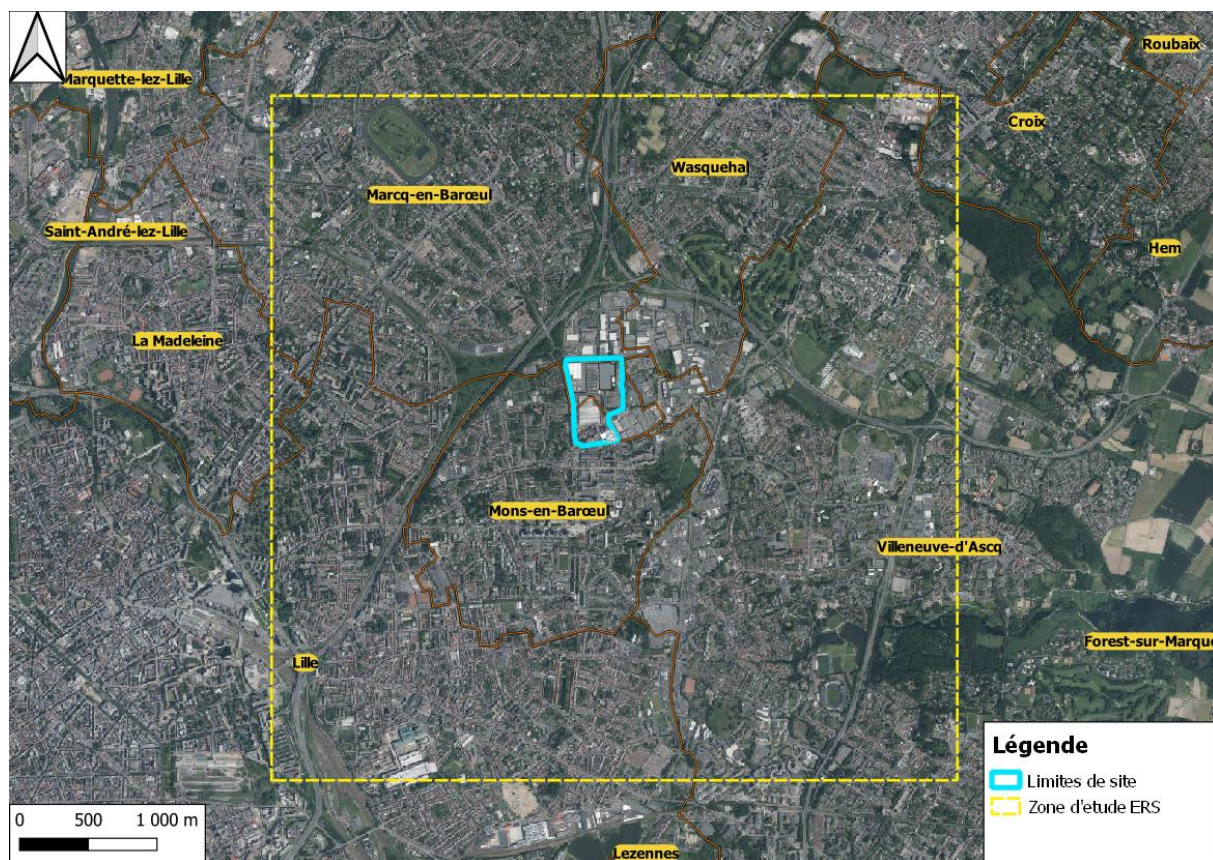 Roubaix
Marquette-lez-Lille
Croix
Wasquehal
Marcq-en-Barœul
Saint-André-lez-Lille
Hem
La Madeleine
Mons-en-Barœul
Villeneuve-d'Ascq
Forest-sur-Marque
Lille
Légende
Limites de site
Zone d'etude ERS
0 500 1 000 m
Lezennes